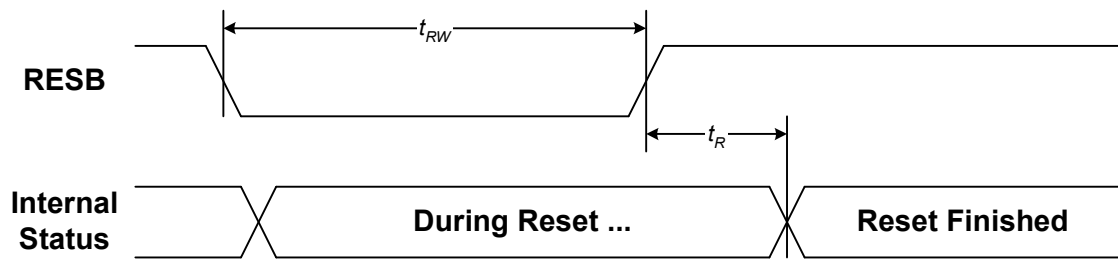 t_RW
RESB
t_R
Internal
Status
During Reset ...
Reset Finished